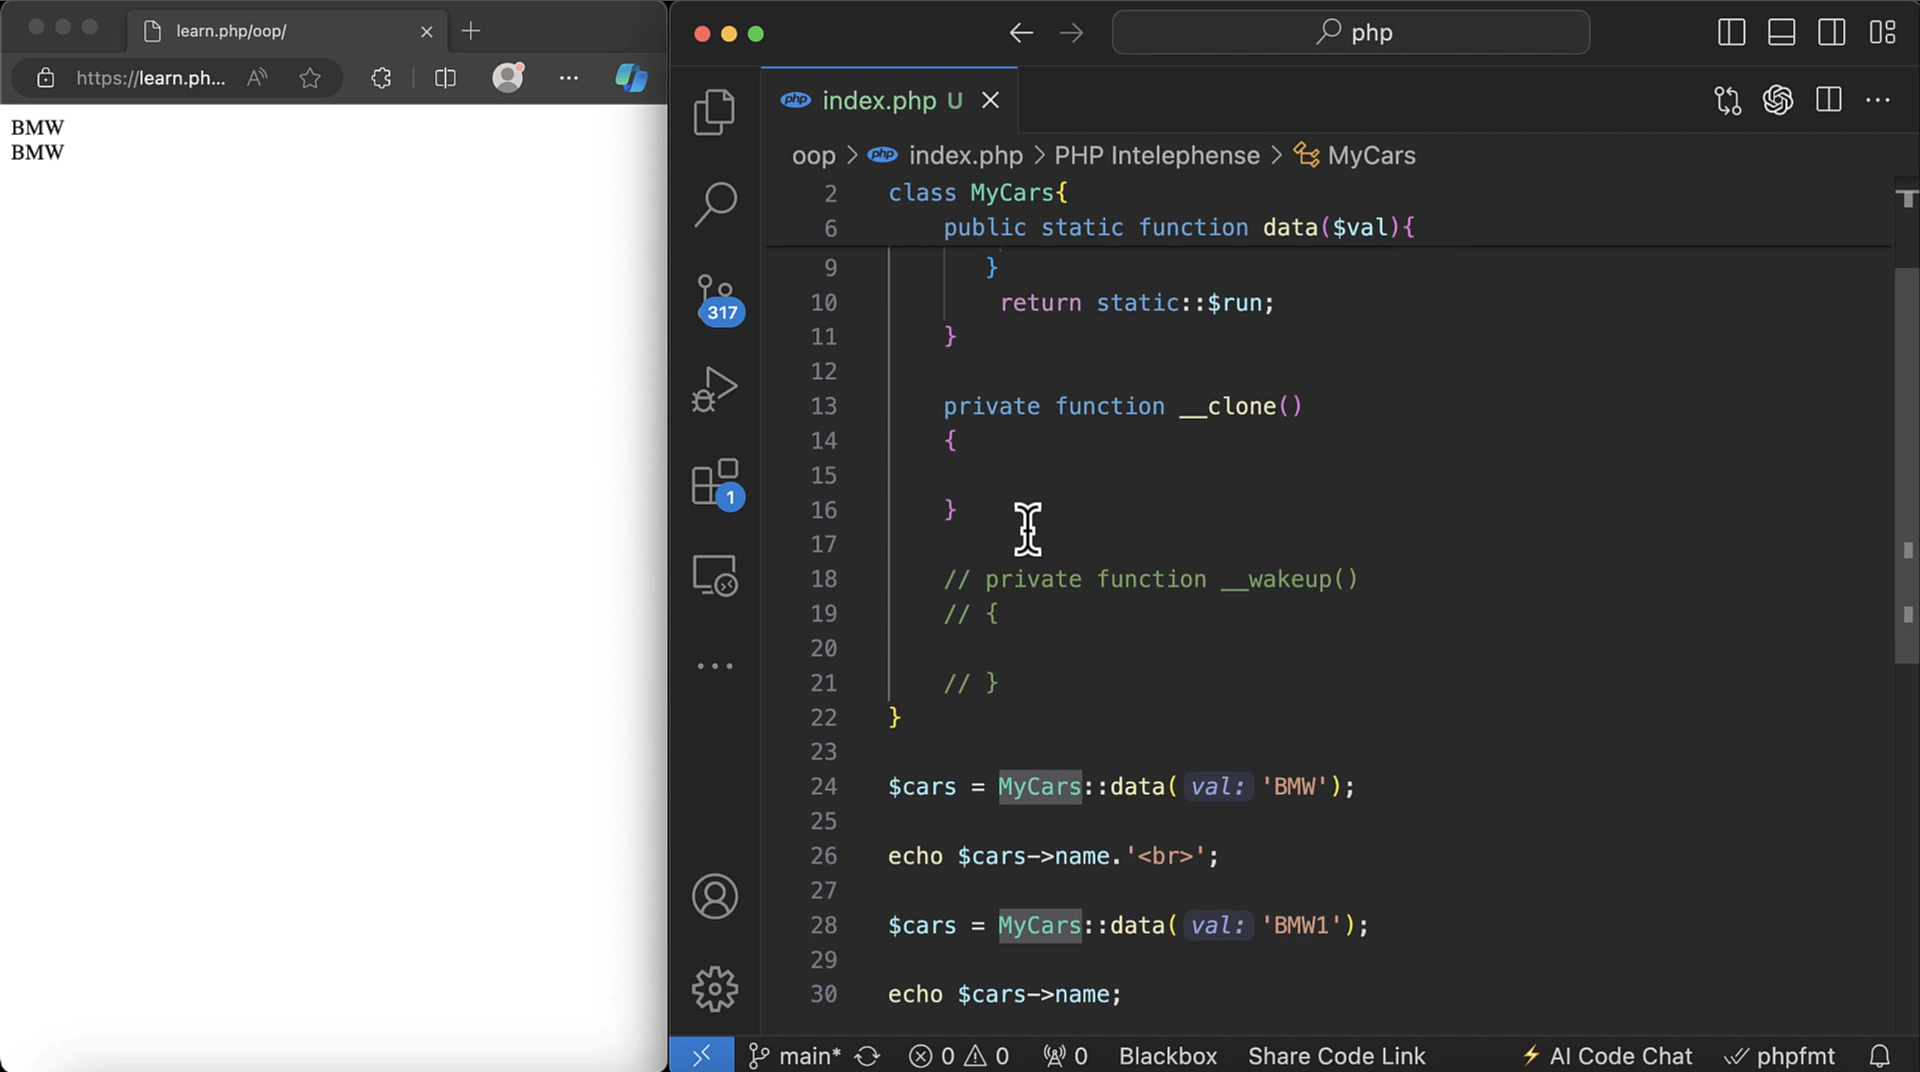 learn.php/oop/
https://learn.ph...
BMW
BMW
php
317
1
php index.php U
oop > php index.php > PHP Intelephense > MyCars
2 class MyCars{
6 public static function data($val){
9 }
10 return static::$run;
11 }
12
13 private function __clone()
14 {
15
16 }
17
18 // private function __wakeup()
19 // {
20
21 // }
22 }
23
24 $cars = MyCars::data( val: 'BMW');
25
26 echo $cars->name.'<br>';
27
28 $cars = MyCars::data( val: 'BMW1');
29
30 echo $cars->name;
main* 0 0 0 Blackbox Share Code Link AI Code Chat phpfmt